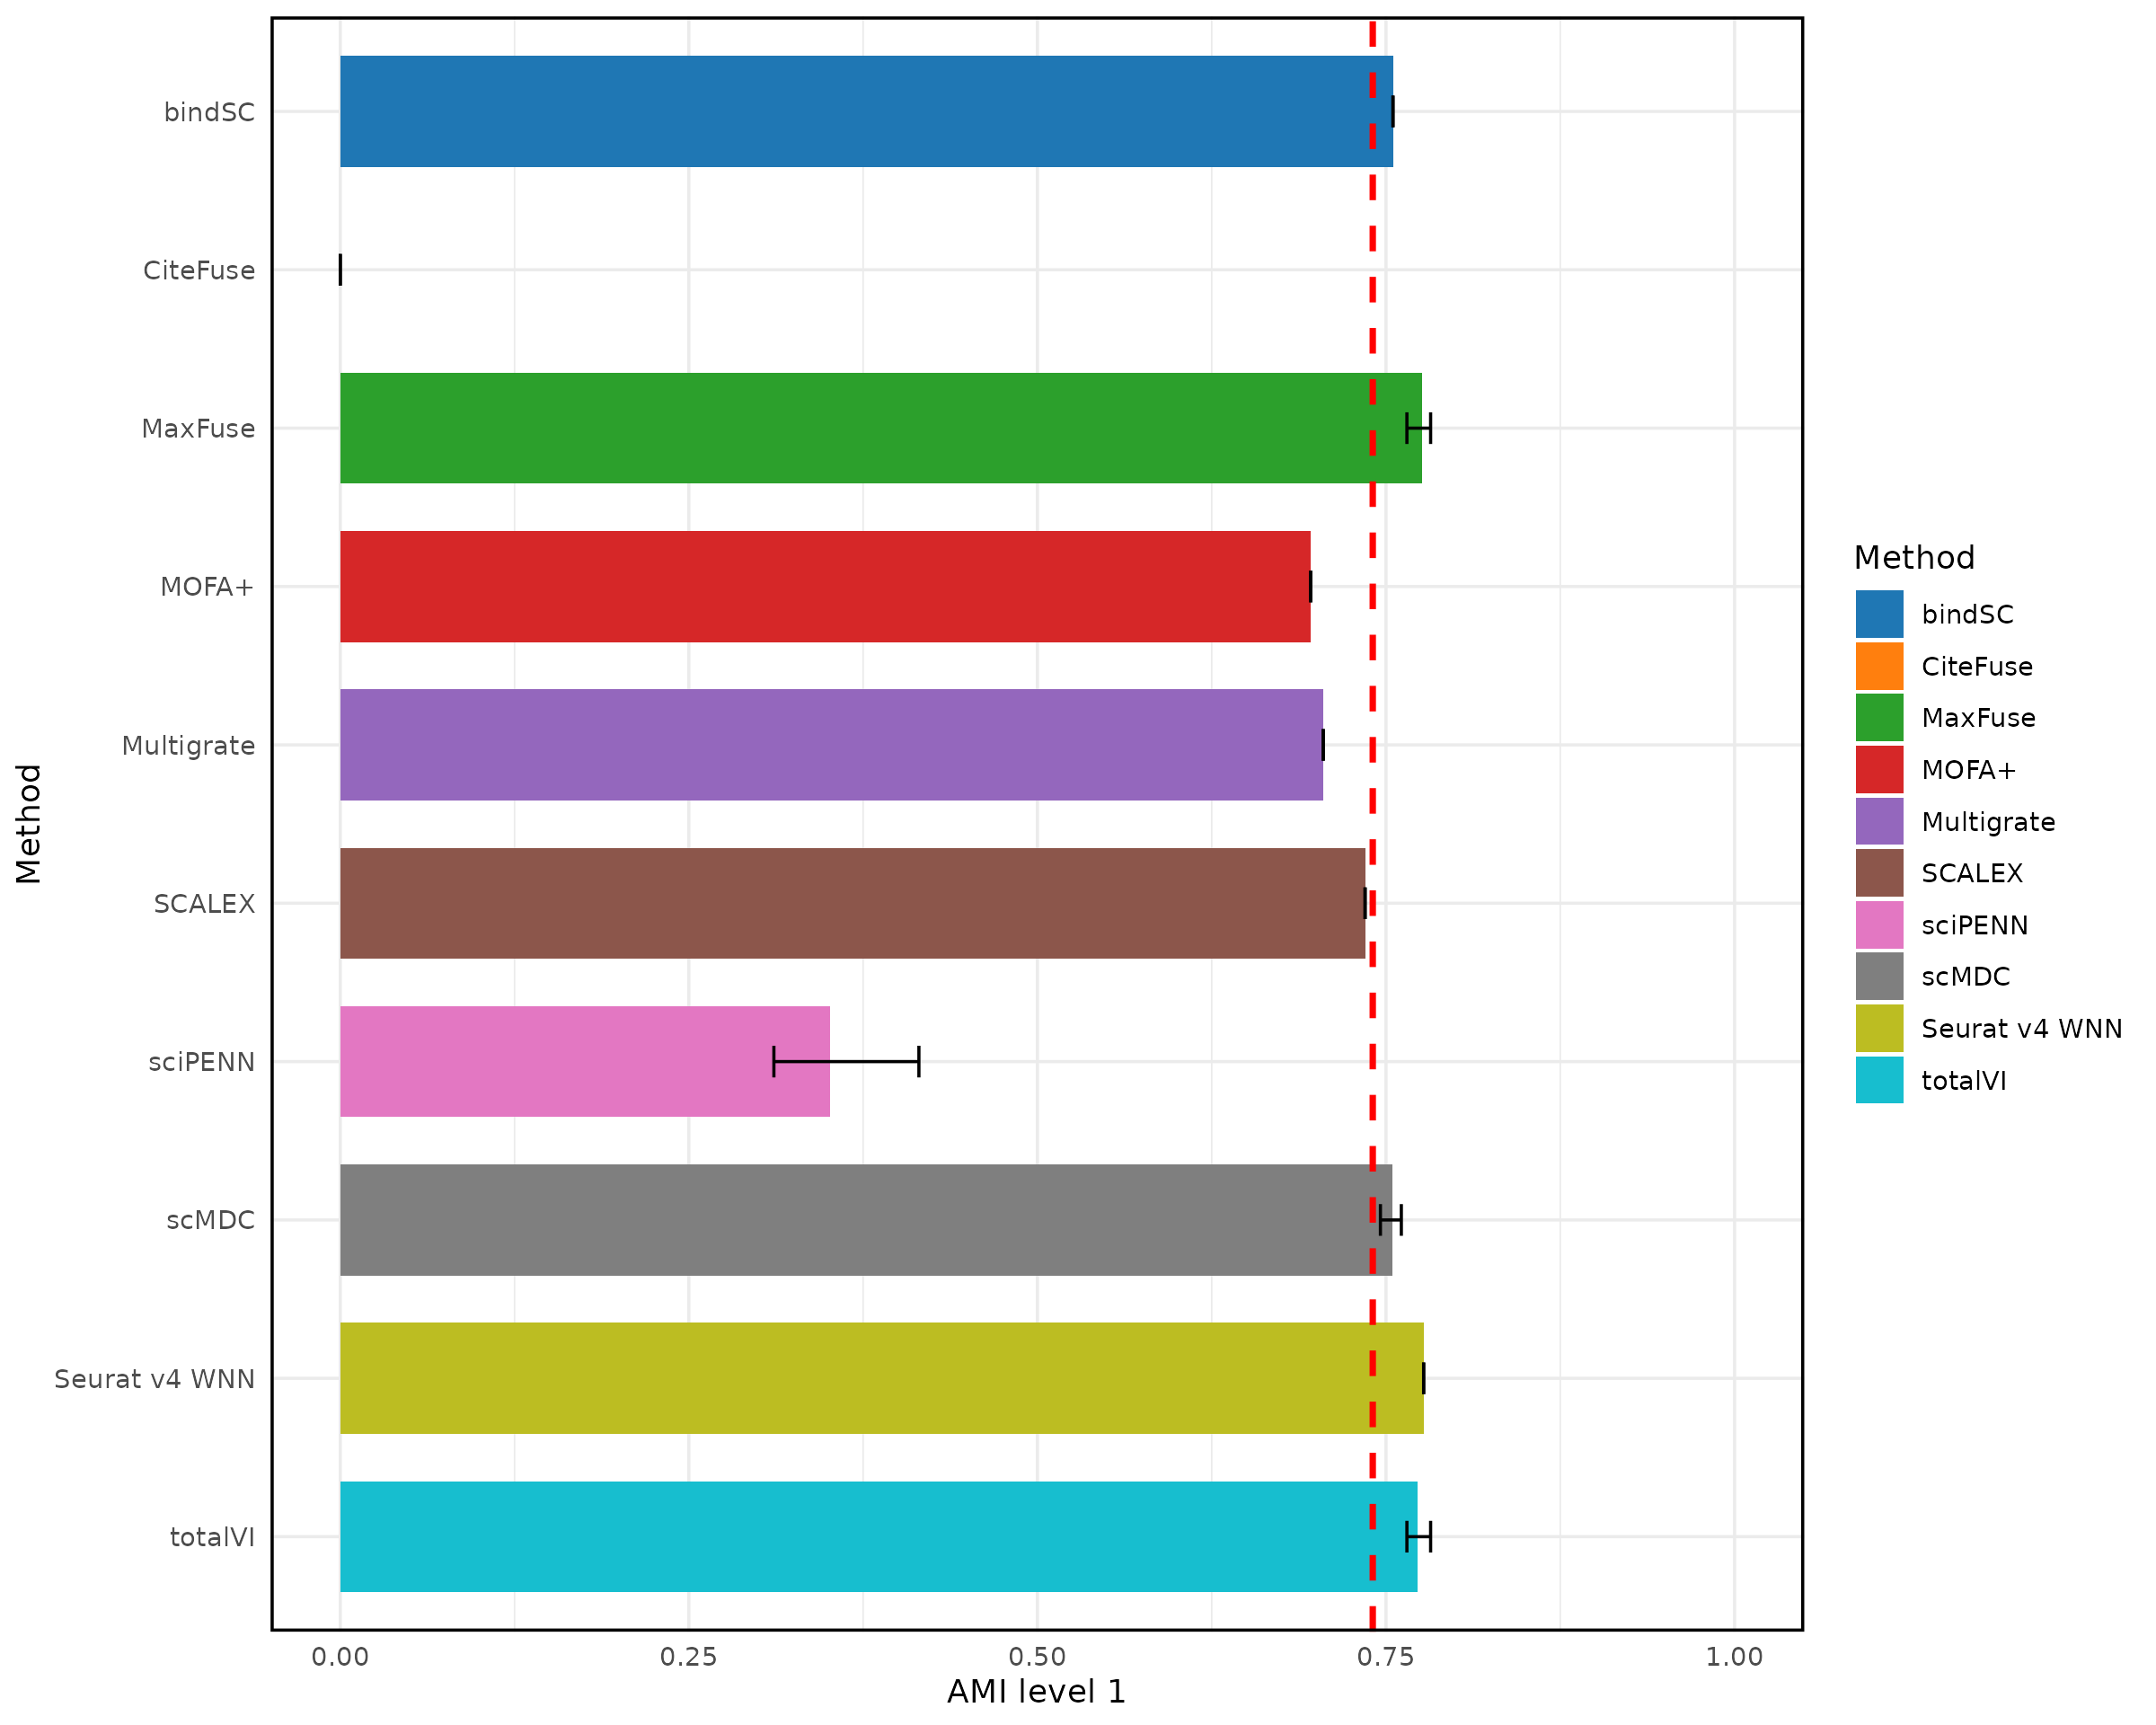 Method
bindSC
CiteFuse
MaxFuse
MOFA+
Multigrate
SCALEX
sciPENN
scMDC
Seurat v4 WNN
totalVI
0.00
0.25
0.50
0.75
1.00
AMI level 1
Method
bindSC
CiteFuse
MaxFuse
MOFA+
Multigrate
SCALEX
sciPENN
scMDC
Seurat v4 WNN
totalVI